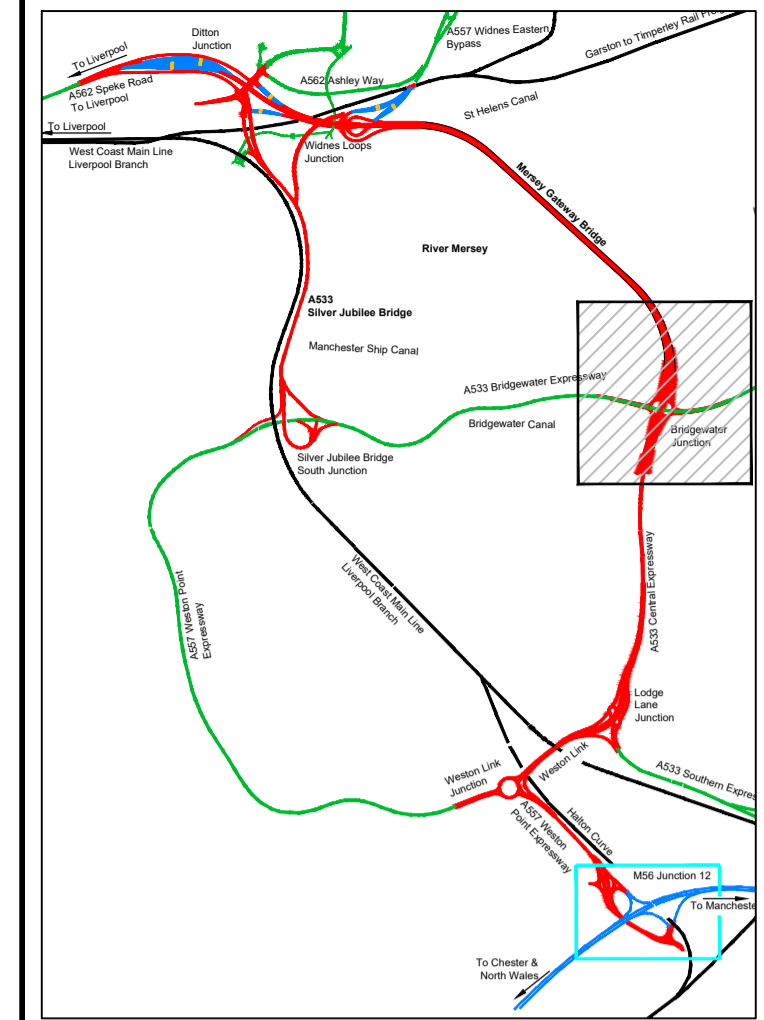 Ditton
Junction
A557 Widnes Eastern
Bypass
Garston to Timperley Rail
To Liverpool
A562 Ashley Way
A562 Speke Road
To Liverpool
St Helens Canal
To Liverpool
West Coast Main Line
Liverpool Branch
Widnes Loops
Junction
Mersey Gateway Bridge
River Mersey
A533
Silver Jubilee Bridge
Manchester Ship Canal
A533 Bridgewater Expressway
Bridgewater Canal
Bridgewater
Junction
Silver Jubilee Bridge
South Junction
West Coast Main Line
Liverpool Branch
A533 Central Expressway
A557 Weston Point
Expressway
Lodge
Lane
Junction
Weston Link
Weston Link
Junction
A533 Southern Expres
A557 Weston
Point Expressway
Halton Curve
M56 Junction 12
To Mancheste
To Chester &
North Wales